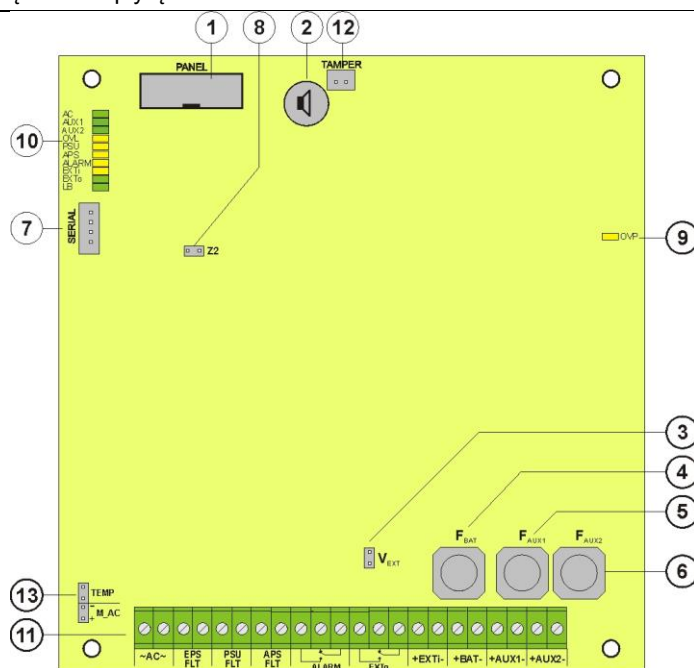 1 8 2 12
PANEL
TAMPER
AC
AUX1
AUX2
OVL
PSU
APS
ALARM
EXTi
EXTo
LB
10
7
SERIAL
Z2
OVP
9
3
4
5
6
FBAT
FAUX1
FAUX2
VEXT
13
TEMP
- M_AC +
11
~AC~
EPS FLT
PSU FLT
APS FLT
ALARM
EXTo
+EXTi-
+BAT-
+AUX1-
+AUX2-